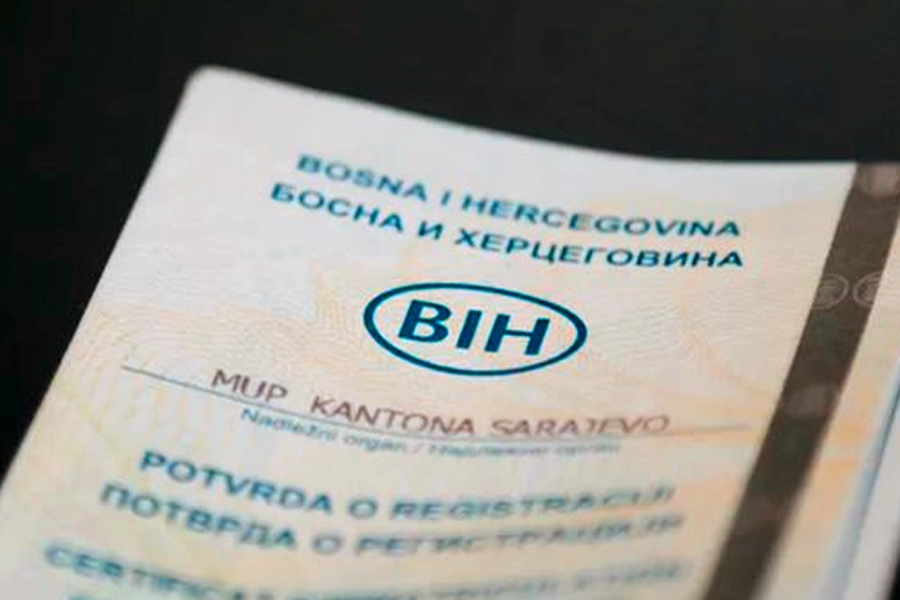 BOSNA I HERCEGOVINA
БОСНА И ХЕРЦЕГОВИНА
BIH
MUP KANTONA SARAJEVO
Nadležni organ / Надлежни орган
POTVRDA O REGISTRACIJI
ПОТВРДА О РЕГИСТРАЦИЈИ